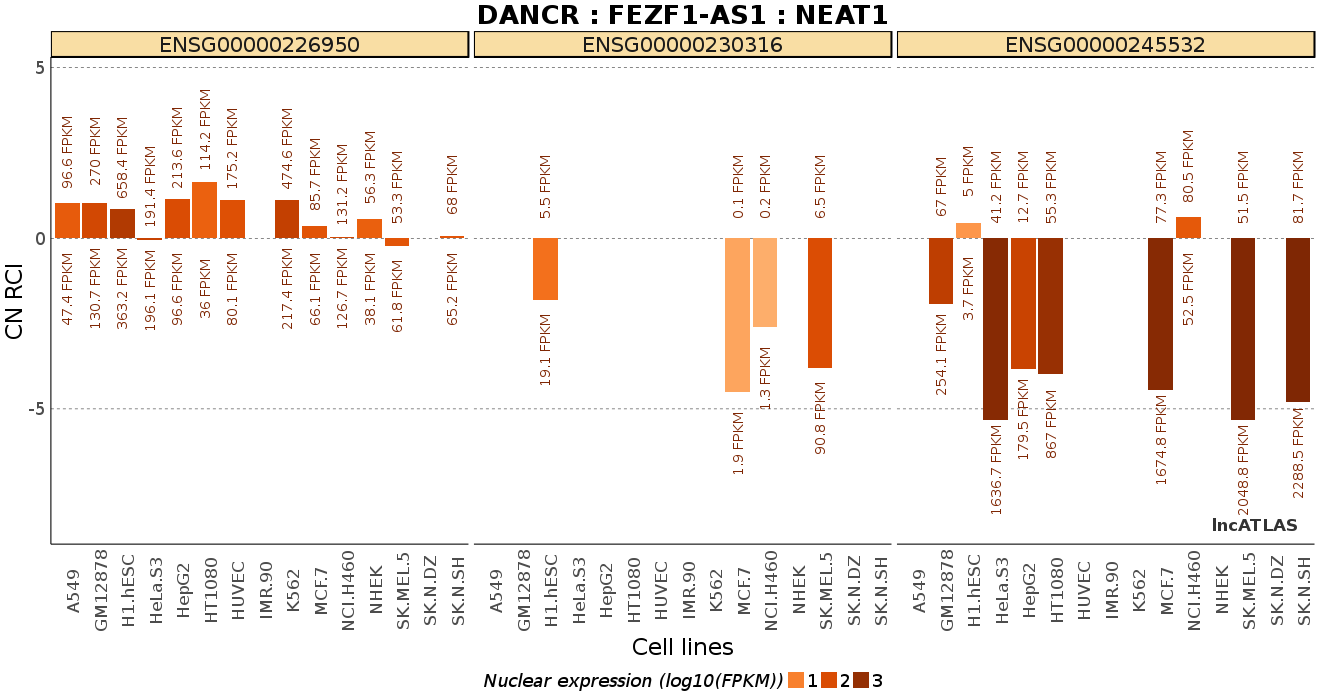 DANCR : FEZF1-AS1 : NEAT1
ENSG00000226950 ENSG00000230316 ENSG00000245532
CN RCI
5
0
-5
96.6 FPKM 270 FPKM 658.4 FPKM 191.4 FPKM 213.6 FPKM 114.2 FPKM 175.2 FPKM 474.6 FPKM 85.7 FPKM 131.2 FPKM 56.3 FPKM 53.3 FPKM 68 FPKM
47.4 FPKM 130.7 FPKM 363.2 FPKM 196.1 FPKM 96.6 FPKM 36 FPKM 80.1 FPKM 217.4 FPKM 66.1 FPKM 126.7 FPKM 38.1 FPKM 61.8 FPKM 65.2 FPKM
5.5 FPKM 0.1 FPKM 0.2 FPKM 6.5 FPKM
19.1 FPKM 1.9 FPKM 1.3 FPKM 90.8 FPKM
67 FPKM 5 FPKM 41.2 FPKM 12.7 FPKM 55.3 FPKM 77.3 FPKM 80.5 FPKM 51.5 FPKM 81.7 FPKM
254.1 FPKM 3.7 FPKM 1636.7 FPKM 179.5 FPKM 867 FPKM 1674.8 FPKM 52.5 FPKM 2048.8 FPKM 2288.5 FPKM
lncATLAS
A549 GM12878 H1.hESC HeLa.S3 HepG2 HT1080 HUVEC IMR.90 K562 MCF.7 NCI.H460 NHEK SK.MEL.5 SK.N.DZ SK.N.SH
A549 GM12878 H1.hESC HeLa.S3 HepG2 HT1080 HUVEC IMR.90 K562 MCF.7 NCI.H460 NHEK SK.MEL.5 SK.N.DZ SK.N.SH
A549 GM12878 H1.hESC HeLa.S3 HepG2 HT1080 HUVEC IMR.90 K562 MCF.7 NCI.H460 NHEK SK.MEL.5 SK.N.DZ SK.N.SH
Cell lines
Nuclear expression (log10(FPKM)) 1 2 3